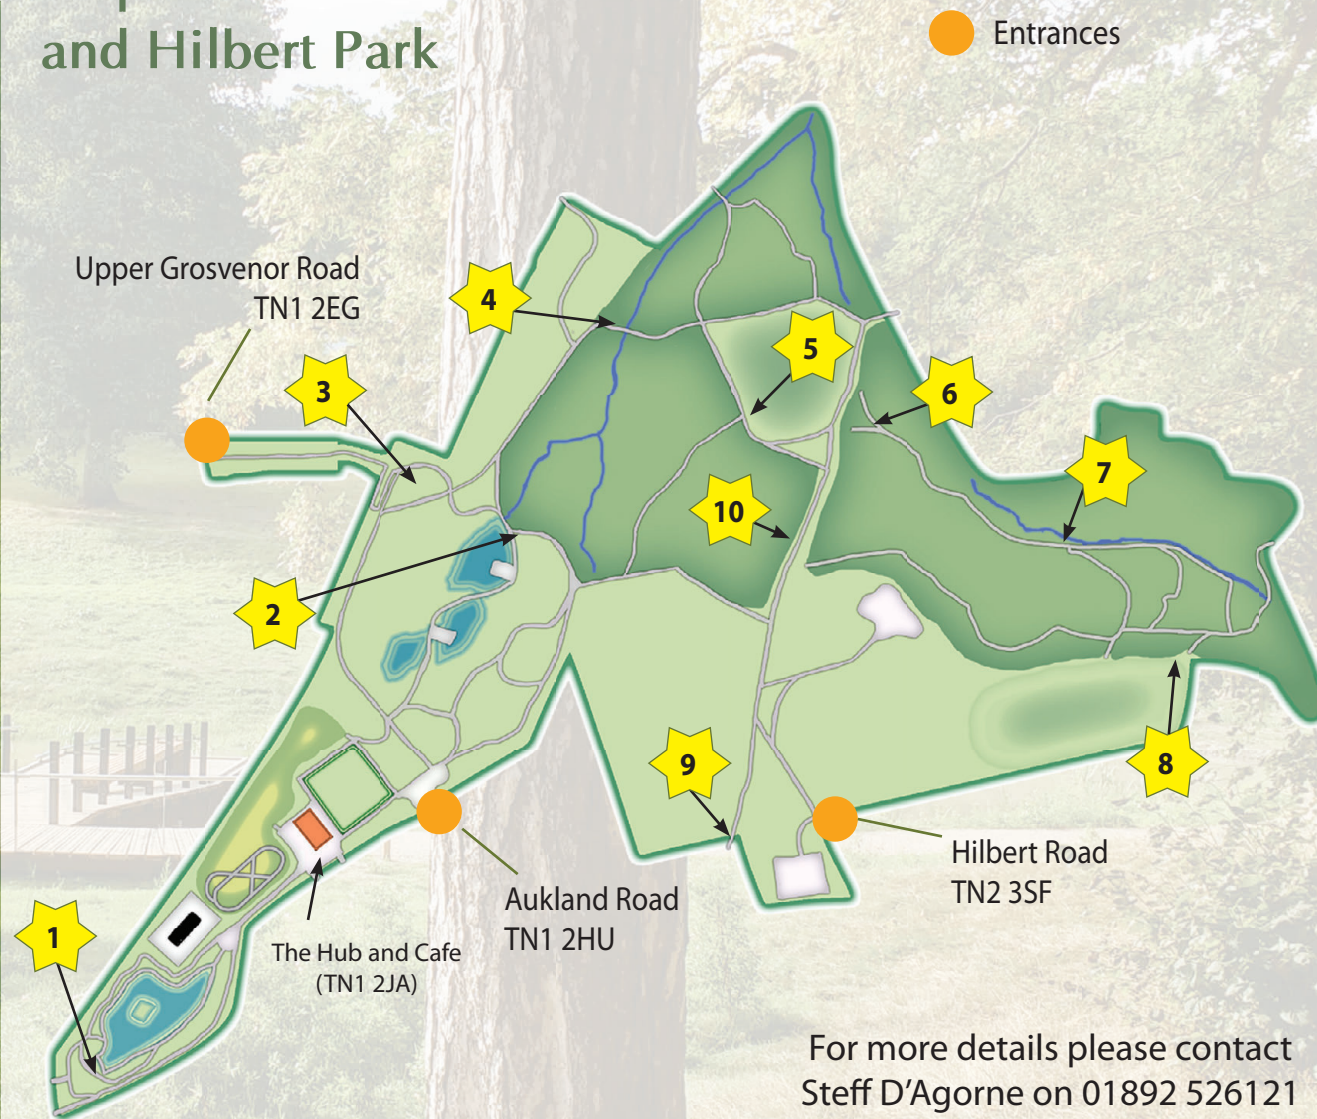 and Hilbert Park
Entrances
Upper Grosvenor Road
TN1 2EG
4
5
3
6
7
10
2
9
8
Hilbert Road
TN2 3SF
Aukland Road
TN1 2HU
1
The Hub and Cafe
(TN1 2JA)
For more details please contact
Steff D'Agorne on 01892 526121